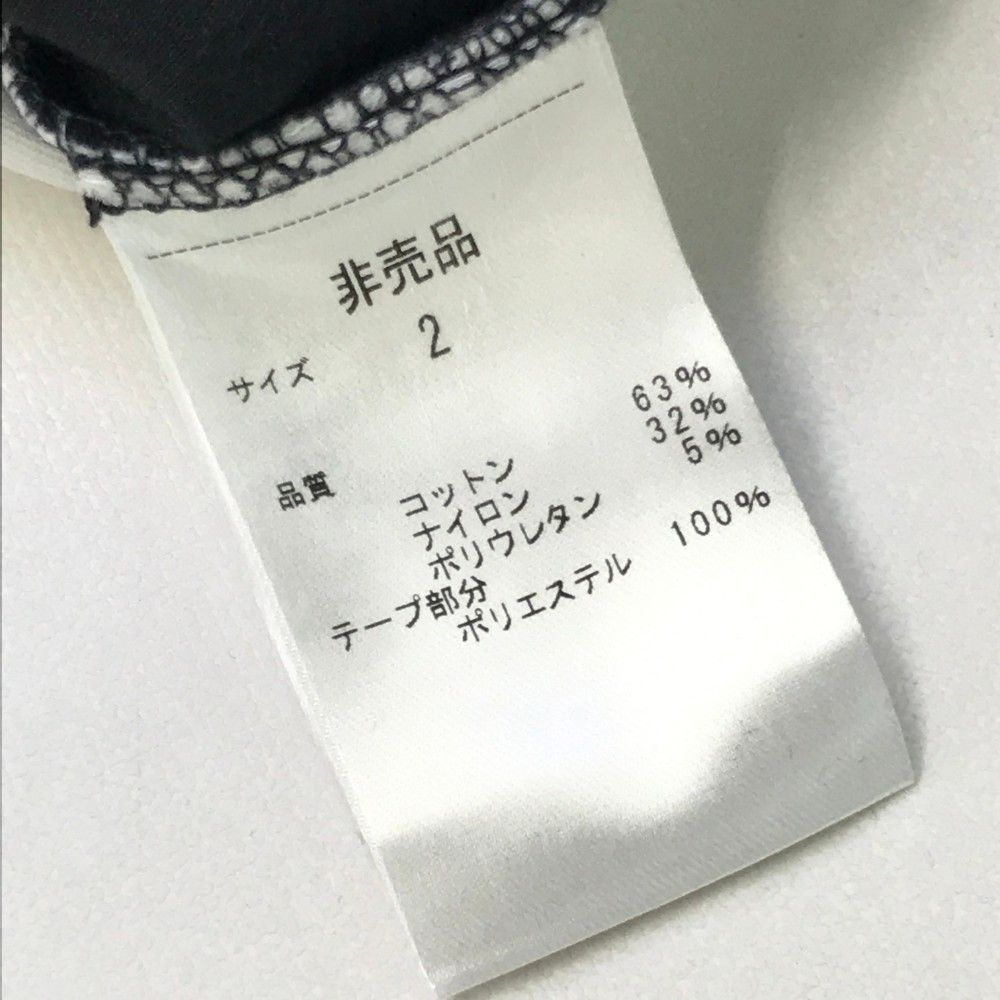 非売品
サイズ 2
品質 コットン 63%
ナイロン 32%
ポリウレタン 5%
テープ部分
ポリエステル 100%